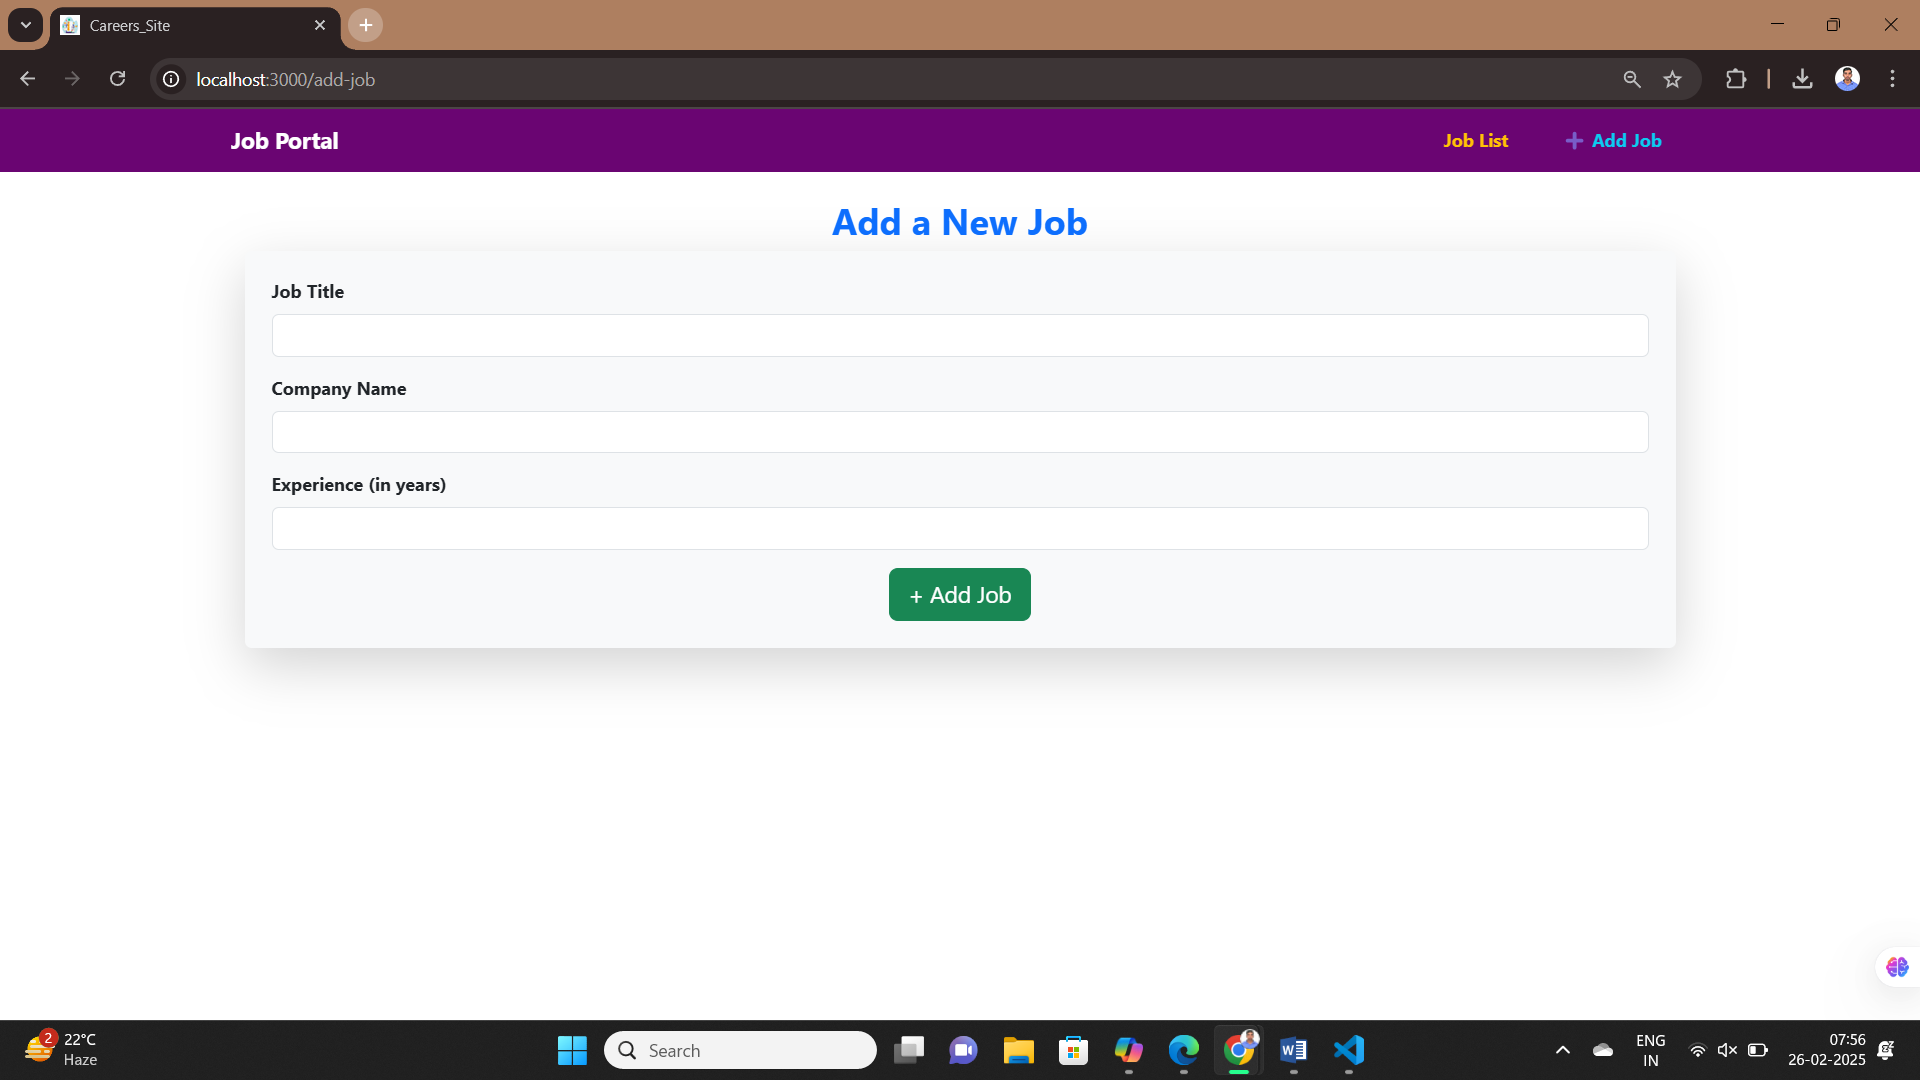 Careers_Site
localhost:3000/add-job
Job Portal
Job List
Add Job
Add a New Job
Job Title
Company Name
Experience (in years)
+ Add Job
2
22°C
Haze
Search
W
ENG
IN
07:56
26-02-2025